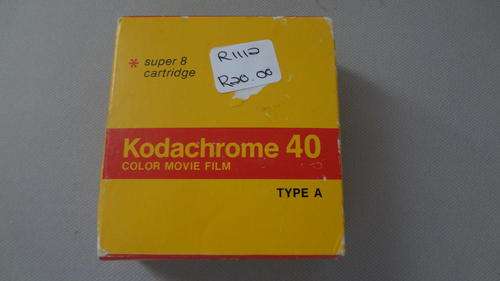 * super 8
cartridge
R1112
R20.00
Kodachrome 40
COLOR MOVIE FILM
TYPE A